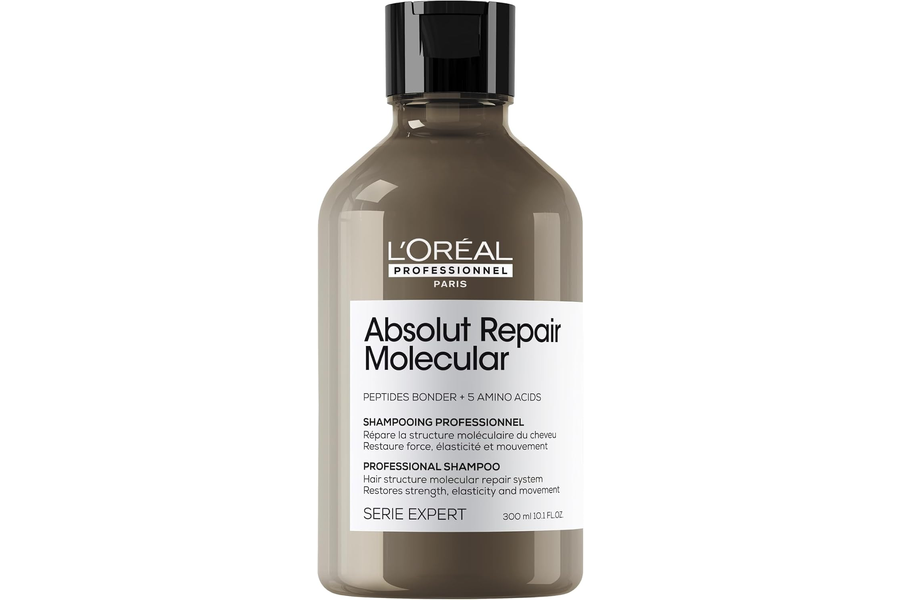 L'ORÉAL
PROFESSIONNEL
PARIS
Absolut Repair
Molecular
PEPTIDES BONDER + 5 AMINO ACIDS
SHAMPOOING PROFESSIONNEL
Répare la structure moléculaire du cheveu
Restaure force, élasticité et mouvement
PROFESSIONAL SHAMPOO
Hair structure molecular repair system
Restores strength, elasticity and movement
SERIE EXPERT 300 ml 10.1 FL.OZ.